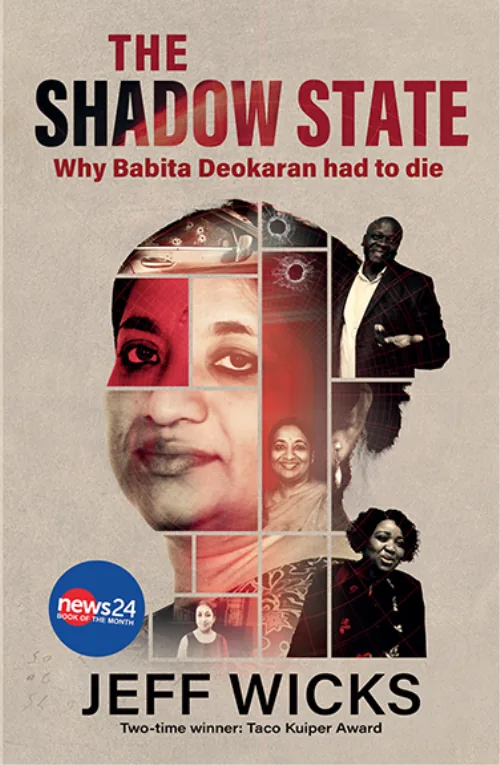 THE
SHADOW STATE
Why Babita Deokaran had to die
news24
BOOK OF THE MONTH
JEFF WICKS
Two-time winner: Taco Kuiper Award